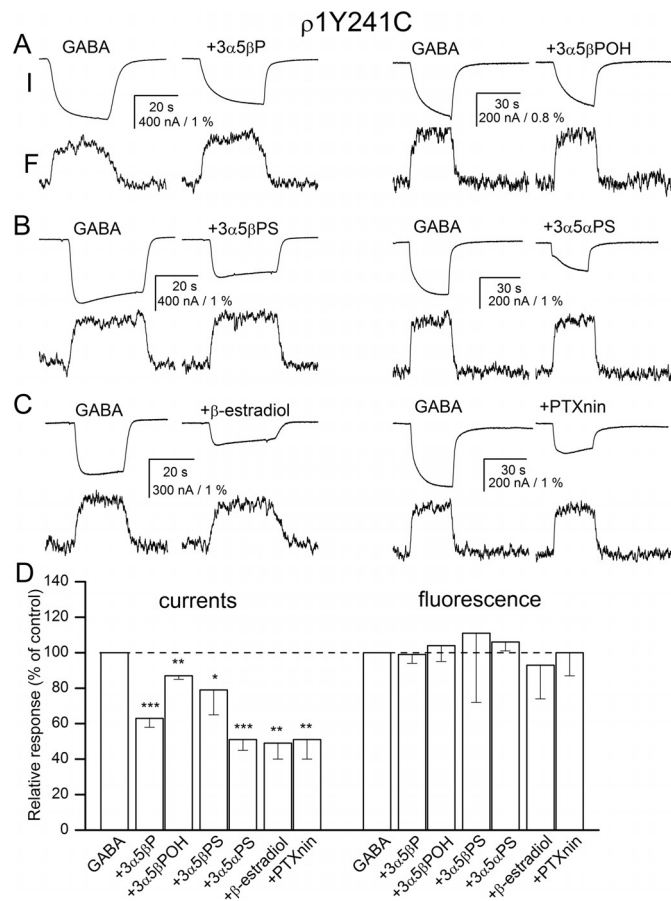 ρ1Y241C
A
GABA
+3α5βP
GABA
+3α5βPOH
I
20 s
400 nA / 1 %
30 s
200 nA / 0.8 %
F
B
GABA
+3α5βPS
GABA
+3α5αPS
20 s
400 nA / 1 %
30 s
200 nA / 1 %
C
GABA
+β-estradiol
GABA
+PTXnin
20 s
300 nA / 1 %
30 s
200 nA / 1 %
D
Relative response (% of control)
140
120
100
80
60
40
20
0
currents
fluorescence
***
**
*
***
**
**
GABA
+3α5βP
+3α5βPOH
+3α5βPS
+3α5αPS
+β-estradiol
+PTXnin
GABA
+3α5βP
+3α5βPOH
+3α5βPS
+3α5αPS
+β-estradiol
+PTXnin